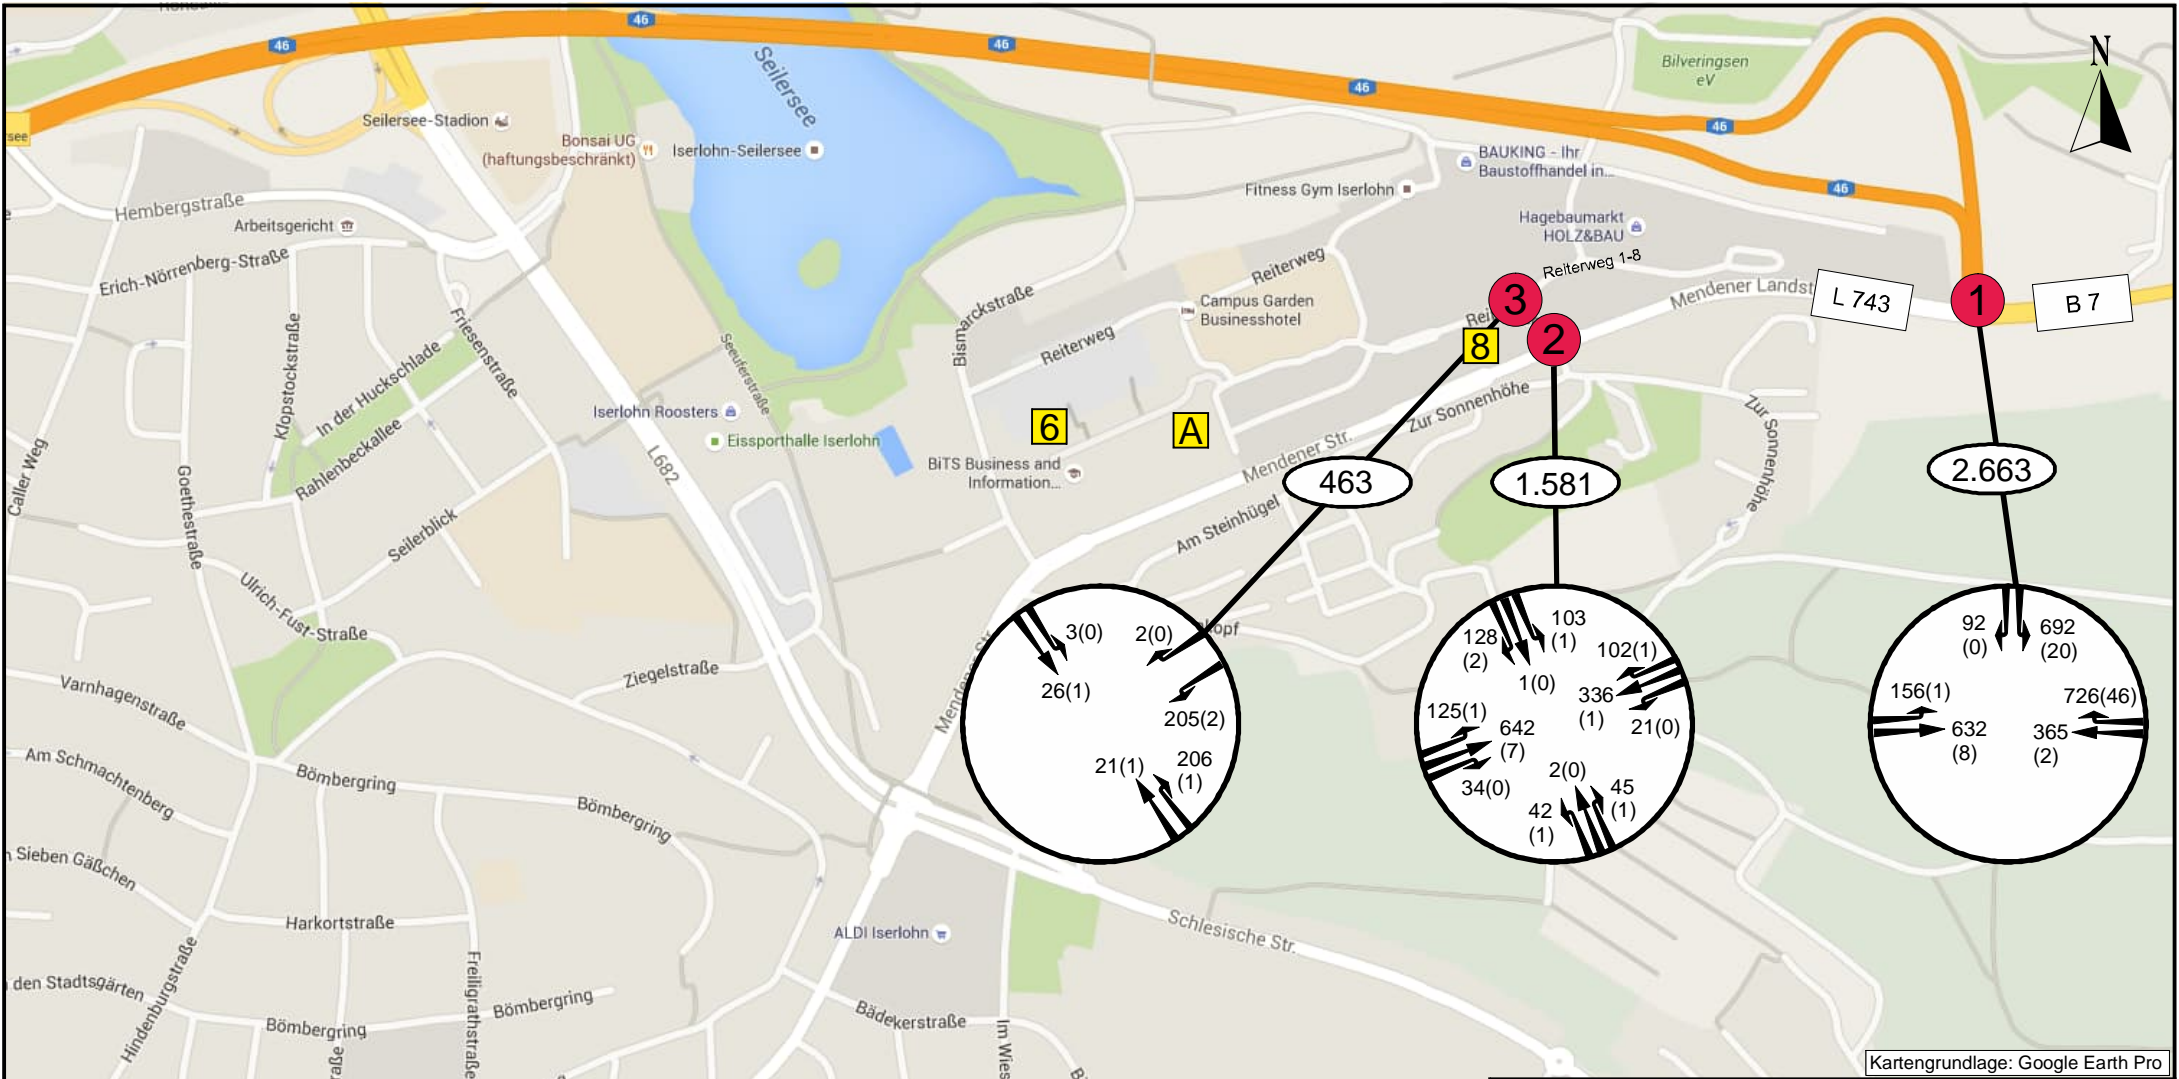 46
46
46
46
46
46
N
Bilveringsen
eV
Seilersee
Seilersee-Stadion
Bonsai UG
(haftungsbeschränkt)
Iserlohn-Seilersee
see
BAUKING - Ihr
Baustoffhandel in...
Fitness Gym Iserlohn
Hagebaumarkt
HOLZ&BAU
Reiterweg 1-8
Hembergstraße
Arbeitsgericht
Erich-Nörrenberg-Straße
Reiterweg
Campus Garden
Businesshotel
Bismarckstraße
Reiterweg
Mendener Landst
L 743
B 7
1
2
3
8
6
A
Klopstockstraße
In der Huckschlade
Friesenstraße
Rahlenbeckallee
Seeuferstraße
Iserlohn Roosters
Eissporthalle Iserlohn
BiTS Business and
Information...
Zur Sonnenhöhe
Zur Sonnenhöhe
Mendener Str.
Am Steinhügel
Caller Weg
Goethestraße
L682
Seilerblick
Ulrich-Fust-Straße
Ziegelstraße
Varnhagenstraße
Am Schmachtenberg
Bömbergring
Bömbergring
Mendener Str.
kopf
463
1.581
2.663
3(0)
2(0)
26(1)
205(2)
21(1)
206
(1)
103
(1)
128
(2)
1(0)
102(1)
336
(1)
21(0)
125(1)
642
(7)
34(0)
2(0)
42
(1)
45
(1)
92
(0)
692
(20)
156(1)
632
(8)
726(46)
365
(2)
Sieben Gäßchen
Harkortstraße
ALDI Iserlohn
Schlesische Str.
den Stadtsgärten
Hindenburgstraße
Bömbergring
Bömbergring
Freiligrathstraße
Bädekerstraße
Im Wies
raße
Kartengrundlage: Google Earth Pro